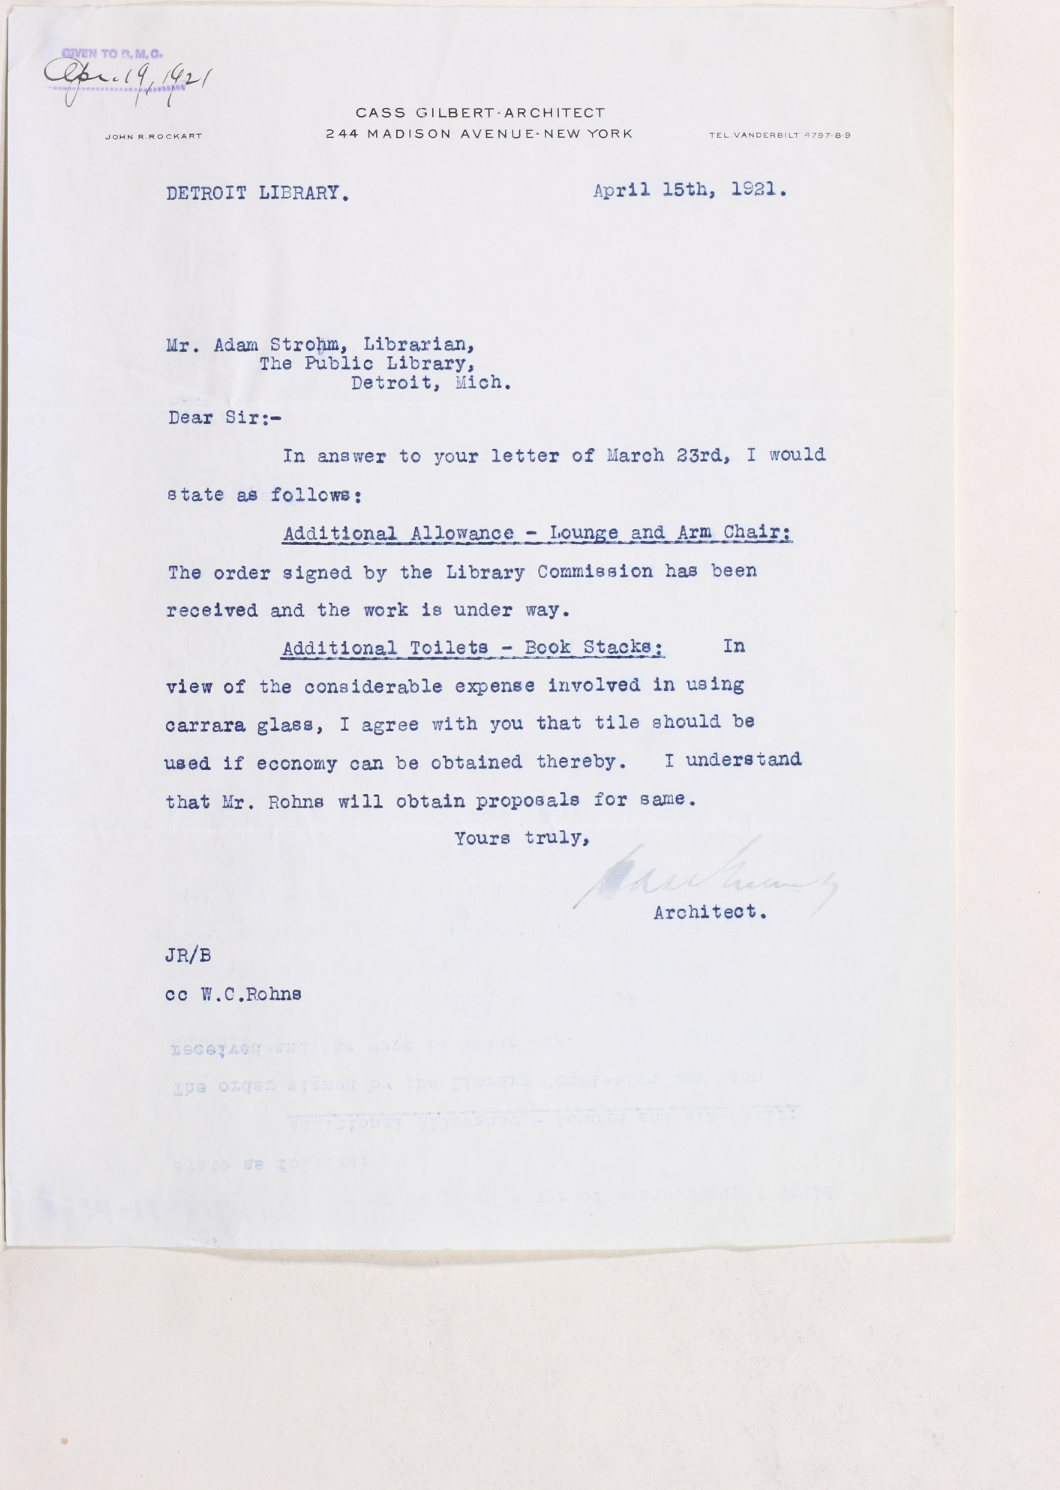 GIVEN TO D.M.C.
Apr. 19, 1921
CASS GILBERT·ARCHITECT
JOHN R. ROCKART 244 MADISON AVENUE·NEW YORK TEL. VANDERBILT 4797-8-9
DETROIT LIBRARY. April 15th, 1921.
Mr. Adam Strohm, Librarian,
The Public Library,
Detroit, Mich.
Dear Sir:-
In answer to your letter of March 23rd, I would
state as follows:
Additional Allowance - Lounge and Arm Chair:
The order signed by the Library Commission has been
received and the work is under way.
Additional Toilets - Book Stacks: In
view of the considerable expense involved in using
carrara glass, I agree with you that tile should be
used if economy can be obtained thereby. I understand
that Mr. Rohns will obtain proposals for same.
Yours truly,
Cass Gilbert
Architect.
JR/B
cc W.C.Rohns